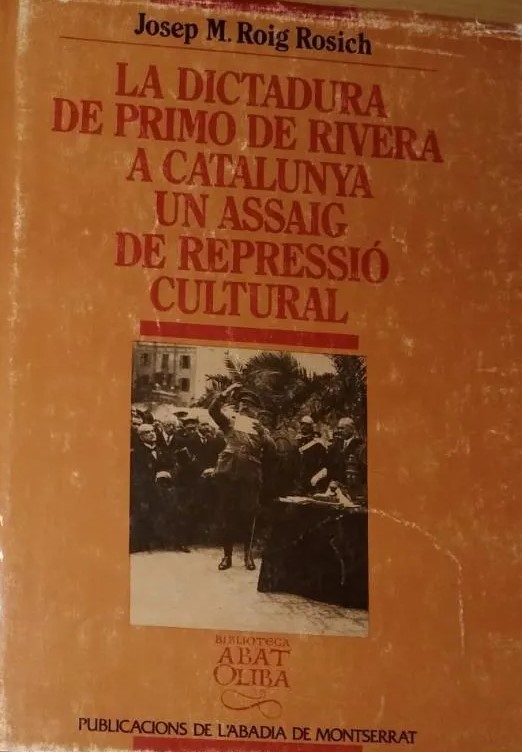 Josep M. Roig Rosich
LA DICTADURA
DE PRIMO DE RIVERA
A CATALUNYA
UN ASSAIG
DE REPRESSIÓ
CULTURAL
BIBLIOTECA
ABAT
OLIBA
PUBLICACIONS DE L'ABADIA DE MONTSERRAT